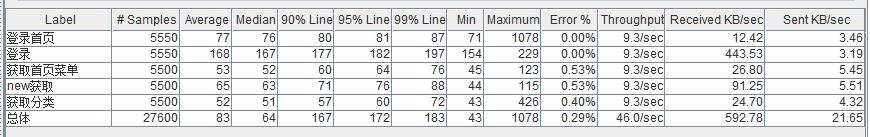 Label # Samples Average Median 90% Line 95% Line 99% Line Min Maximum Error % Throughput Received KB/sec Sent KB/sec
登录首页 5550 77 76 80 81 87 71 1078 0.00% 9.3/sec 12.42 3.46
登录 5550 168 167 177 182 197 154 229 0.00% 9.3/sec 443.53 3.19
获取首页菜单 5500 53 52 60 64 76 45 123 0.53% 9.3/sec 26.80 5.45
new获取 5500 65 63 71 76 88 44 115 0.53% 9.3/sec 91.25 5.51
获取分类 5500 52 51 57 60 72 43 426 0.40% 9.3/sec 24.70 4.32
总体 27600 83 64 167 172 183 43 1078 0.29% 46.0/sec 592.78 21.65